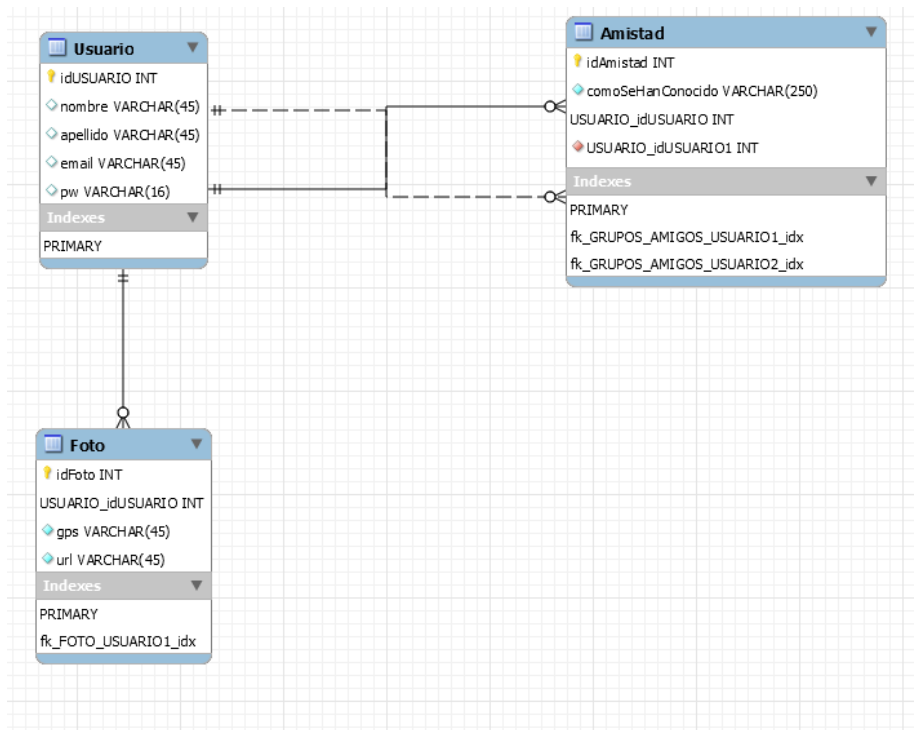 Usuario
idUSUARIO INT
nombre VARCHAR(45)
apellido VARCHAR(45)
email VARCHAR(45)
pw VARCHAR(16)
Indexes
PRIMARY
Amistad
idAmistad INT
comoSeHanConocido VARCHAR(250)
USUARIO_idUSUARIO INT
USUARIO_idUSUARIO1 INT
Indexes
PRIMARY
fk_GRUPOS_AMIGOS_USUARIO1_idx
fk_GRUPOS_AMIGOS_USUARIO2_idx
Foto
idFoto INT
USUARIO_idUSUARIO INT
gps VARCHAR(45)
url VARCHAR(45)
Indexes
PRIMARY
fk_FOTO_USUARIO1_idx